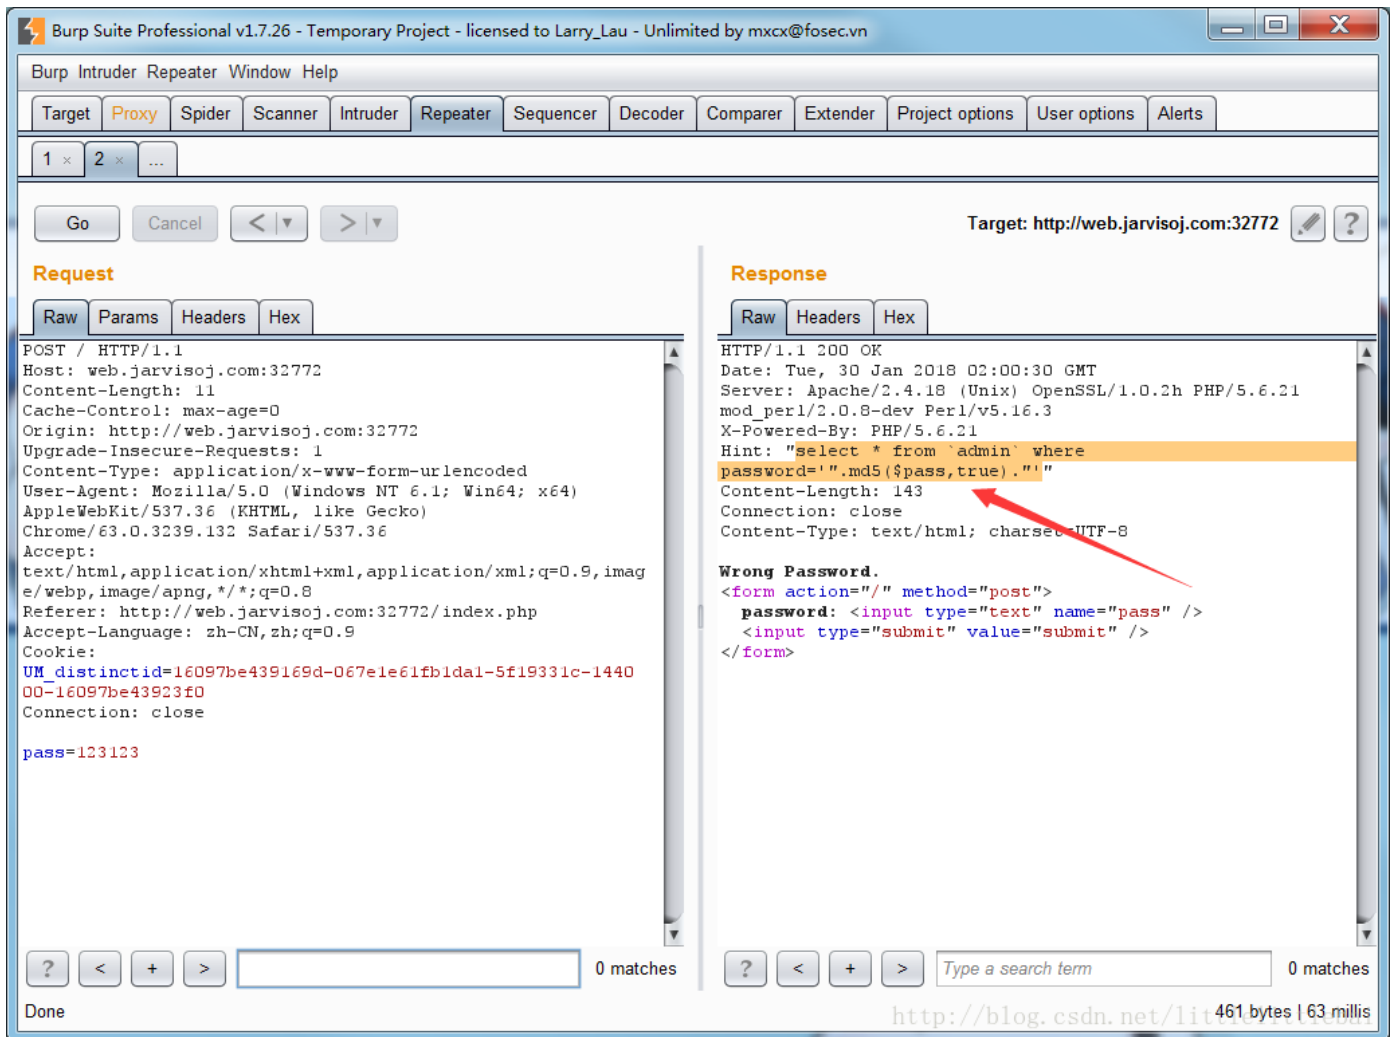 Burp Suite Professional v1.7.26 - Temporary Project - licensed to Larry_Lau - Unlimited by mxcx@fosec.vn
Burp Intruder Repeater Window Help
Target Proxy Spider Scanner Intruder Repeater Sequencer Decoder Comparer Extender Project options User options Alerts
1 × 2 × ...
Go Cancel < | ▼ > | ▼ Target: http://web.jarvisoj.com:32772 ?
Request
Raw Params Headers Hex
POST / HTTP/1.1
Host: web.jarvisoj.com:32772
Content-Length: 11
Cache-Control: max-age=0
Origin: http://web.jarvisoj.com:32772
Upgrade-Insecure-Requests: 1
Content-Type: application/x-www-form-urlencoded
User-Agent: Mozilla/5.0 (Windows NT 6.1; Win64; x64)
AppleWebKit/537.36 (KHTML, like Gecko)
Chrome/63.0.3239.132 Safari/537.36
Accept:
text/html,application/xhtml+xml,application/xml;q=0.9,imag
e/webp,image/apng,*/*;q=0.8
Referer: http://web.jarvisoj.com:32772/index.php
Accept-Language: zh-CN,zh;q=0.9
Cookie:
UM_distinctid=16097be439169d-067e1e61fb1da1-5f19331c-1440
00-16097be43923f0
Connection: close
pass=123123
? < + > 0 matches
Response
Raw Headers Hex
HTTP/1.1 200 OK
Date: Tue, 30 Jan 2018 02:00:30 GMT
Server: Apache/2.4.18 (Unix) OpenSSL/1.0.2h PHP/5.6.21
mod_perl/2.0.8-dev Perl/v5.16.3
X-Powered-By: PHP/5.6.21
Hint: "select * from `admin` where
password='".md5($pass,true)."'"
Content-Length: 143
Connection: close
Content-Type: text/html; charset=UTF-8
Wrong Password.
<form action="/" method="post">
password: <input type="text" name="pass" />
<input type="submit" value="submit" />
</form>
? < + > Type a search term 0 matches
Done
461 bytes | 63 millis